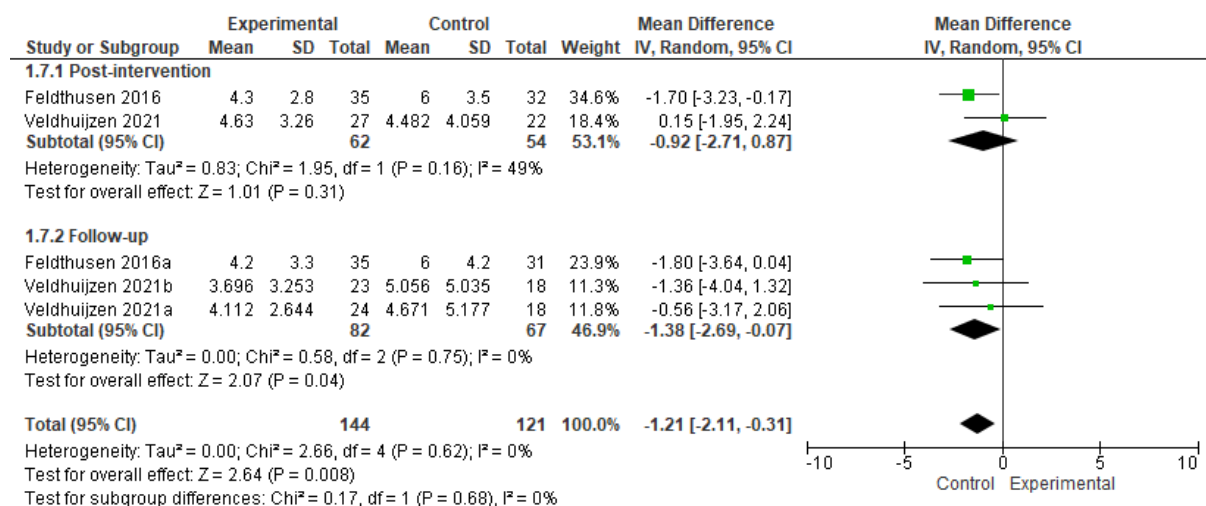 Experimental Control Mean Difference Mean Difference
Study or Subgroup Mean SD Total Mean SD Total Weight IV, Random, 95% CI IV, Random, 95% CI
1.7.1 Post-intervention
Feldthusen 2016 4.3 2.8 35 6 3.5 32 34.6% -1.70 [-3.23, -0.17]
Veldhuijzen 2021 4.63 3.26 27 4.482 4.059 22 18.4% 0.15 [-1.95, 2.24]
Subtotal (95% CI) 62 54 53.1% -0.92 [-2.71, 0.87]
Heterogeneity: Tau² = 0.83; Chi² = 1.95, df = 1 (P = 0.16); I² = 49%
Test for overall effect: Z = 1.01 (P = 0.31)
1.7.2 Follow-up
Feldthusen 2016a 4.2 3.3 35 6 4.2 31 23.9% -1.80 [-3.64, 0.04]
Veldhuijzen 2021b 3.696 3.253 23 5.056 5.035 18 11.3% -1.36 [-4.04, 1.32]
Veldhuijzen 2021a 4.112 2.644 24 4.671 5.177 18 11.8% -0.56 [-3.17, 2.06]
Subtotal (95% CI) 82 67 46.9% -1.38 [-2.69, -0.07]
Heterogeneity: Tau² = 0.00; Chi² = 0.58, df = 2 (P = 0.75); I² = 0%
Test for overall effect: Z = 2.07 (P = 0.04)
Total (95% CI) 144 121 100.0% -1.21 [-2.11, -0.31]
Heterogeneity: Tau² = 0.00; Chi² = 2.66, df = 4 (P = 0.62); I² = 0%
Test for overall effect: Z = 2.64 (P = 0.008)
Test for subgroup differences: Chi² = 0.17, df = 1 (P = 0.68), I² = 0%
-10 -5 0 5 10
Control Experimental